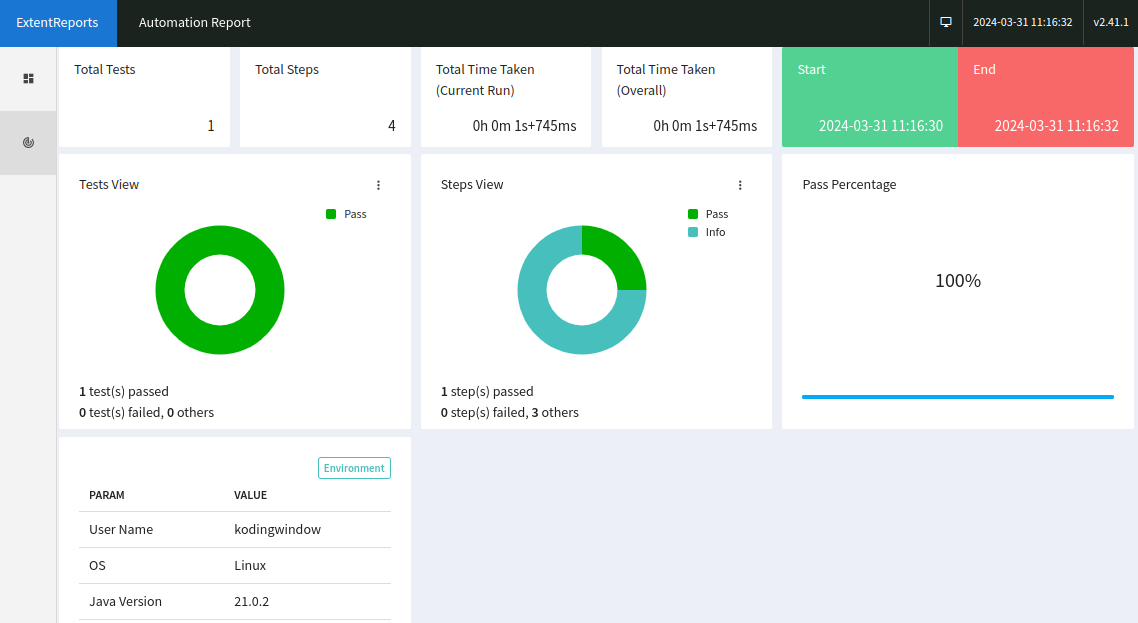 ExtentReports
Automation Report
2024-03-31 11:16:32
v2.41.1
Total Tests
1
Total Steps
4
Total Time Taken
(Current Run)
0h 0m 1s+745ms
Total Time Taken
(Overall)
0h 0m 1s+745ms
Start
2024-03-31 11:16:30
End
2024-03-31 11:16:32
Tests View
Pass
1 test(s) passed
0 test(s) failed, 0 others
Steps View
Pass
Info
1 step(s) passed
0 step(s) failed, 3 others
Pass Percentage
100%
Environment
PARAM VALUE
User Name kodingwindow
OS Linux
Java Version 21.0.2